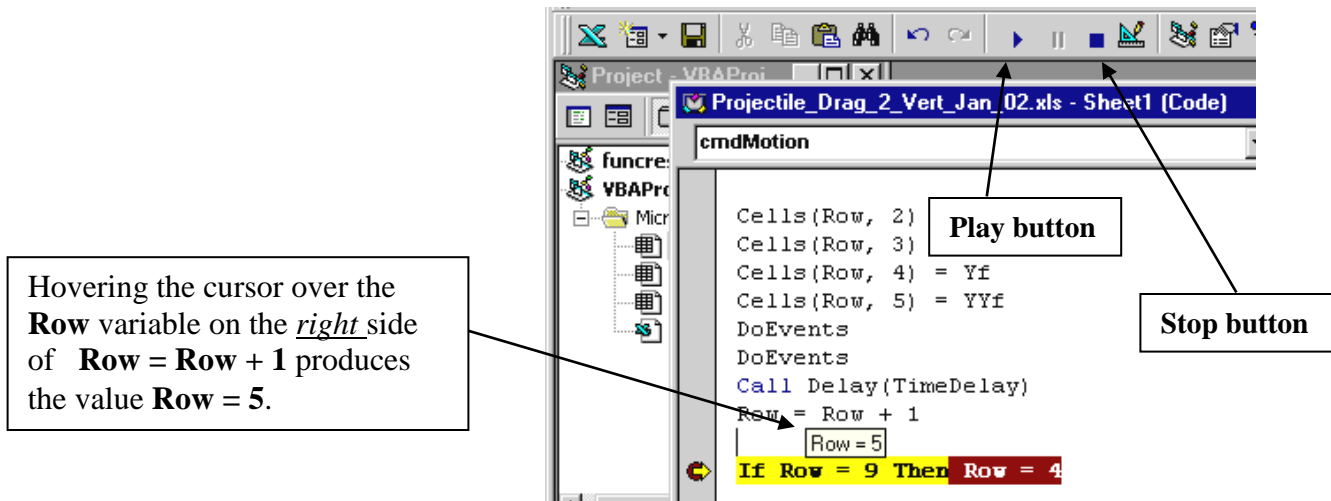 Project - VBAProj
Projectile_Drag_2_Vert_Jan_02.xls - Sheet1 (Code)
cmdMotion
funcre
VBAPro
Micr
Cells(Row, 2)
Cells(Row, 3)
Cells(Row, 4) = Yf
Cells(Row, 5) = YYf
DoEvents
DoEvents
Call Delay(TimeDelay)
Row = Row + 1
Row = 5
If Row = 9 Then Row = 4
Play button
Stop button
Hovering the cursor over the
Row variable on the right side
of Row = Row + 1 produces
the value Row = 5.